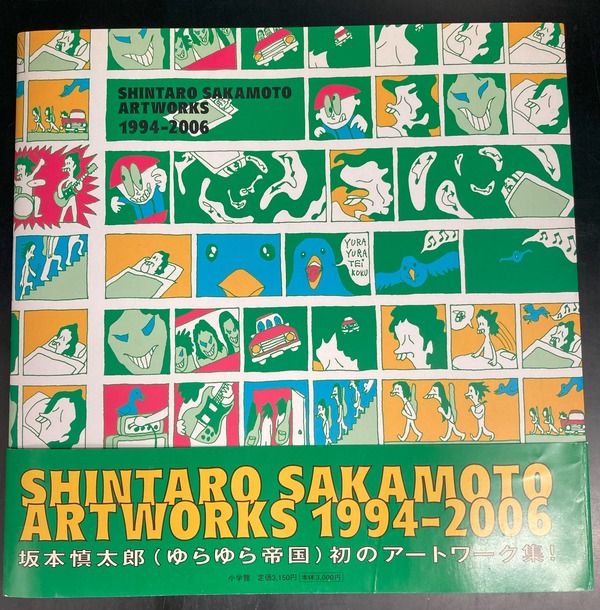 SHINTARO SAKAMOTO
ARTWORKS
1994-2006
YURA
YURA
TEI
KOKU
SHINTARO SAKAMOTO
ARTWORKS 1994-2006
坂本慎太郎(ゆらゆら帝国)初のアートワーク集!
小学館 定価3,150円 本体3,000円